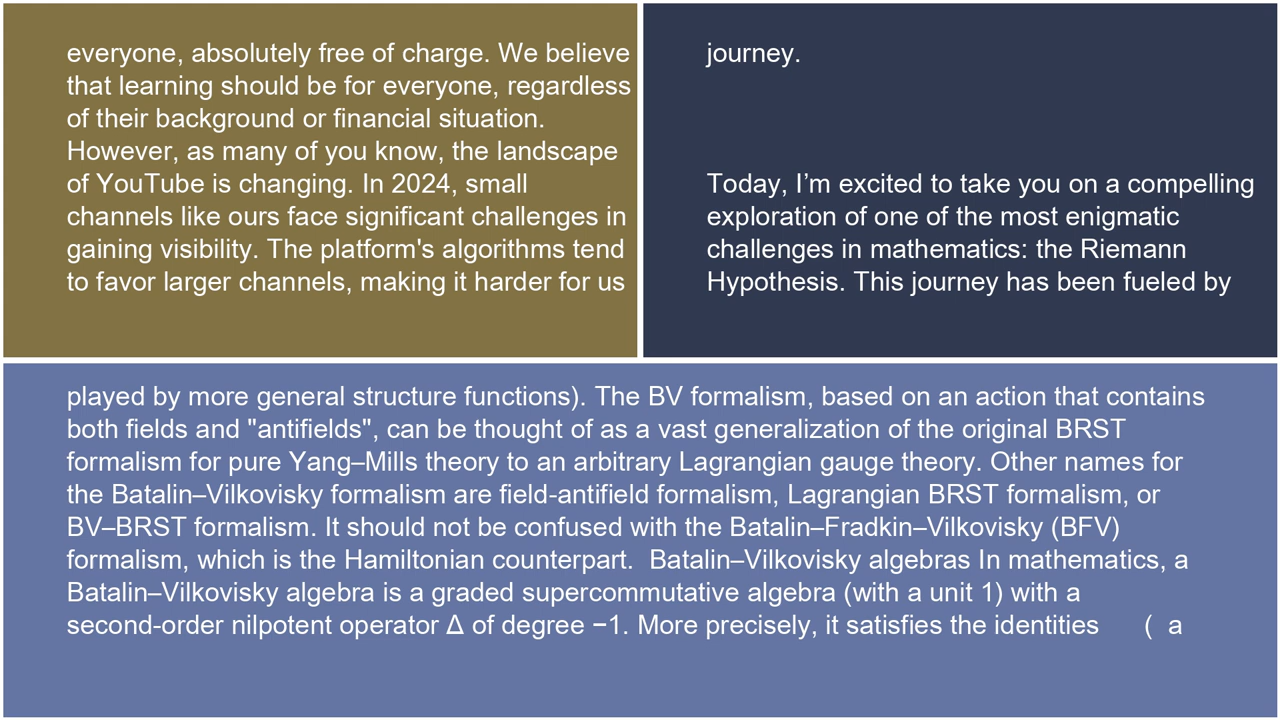 everyone, absolutely free of charge. We believe
that learning should be for everyone, regardless
of their background or financial situation.
However, as many of you know, the landscape
of YouTube is changing. In 2024, small
channels like ours face significant challenges in
gaining visibility. The platform's algorithms tend
to favor larger channels, making it harder for us
journey.
Today, I’m excited to take you on a compelling
exploration of one of the most enigmatic
challenges in mathematics: the Riemann
Hypothesis. This journey has been fueled by
played by more general structure functions). The BV formalism, based on an action that contains
both fields and "antifields", can be thought of as a vast generalization of the original BRST
formalism for pure Yang–Mills theory to an arbitrary Lagrangian gauge theory. Other names for
the Batalin–Vilkovisky formalism are field-antifield formalism, Lagrangian BRST formalism, or
BV–BRST formalism. It should not be confused with the Batalin–Fradkin–Vilkovisky (BFV)
formalism, which is the Hamiltonian counterpart.  Batalin–Vilkovisky algebras In mathematics, a
Batalin–Vilkovisky algebra is a graded supercommutative algebra (with a unit 1) with a
second-order nilpotent operator Δ of degree −1. More precisely, it satisfies the identities ( a